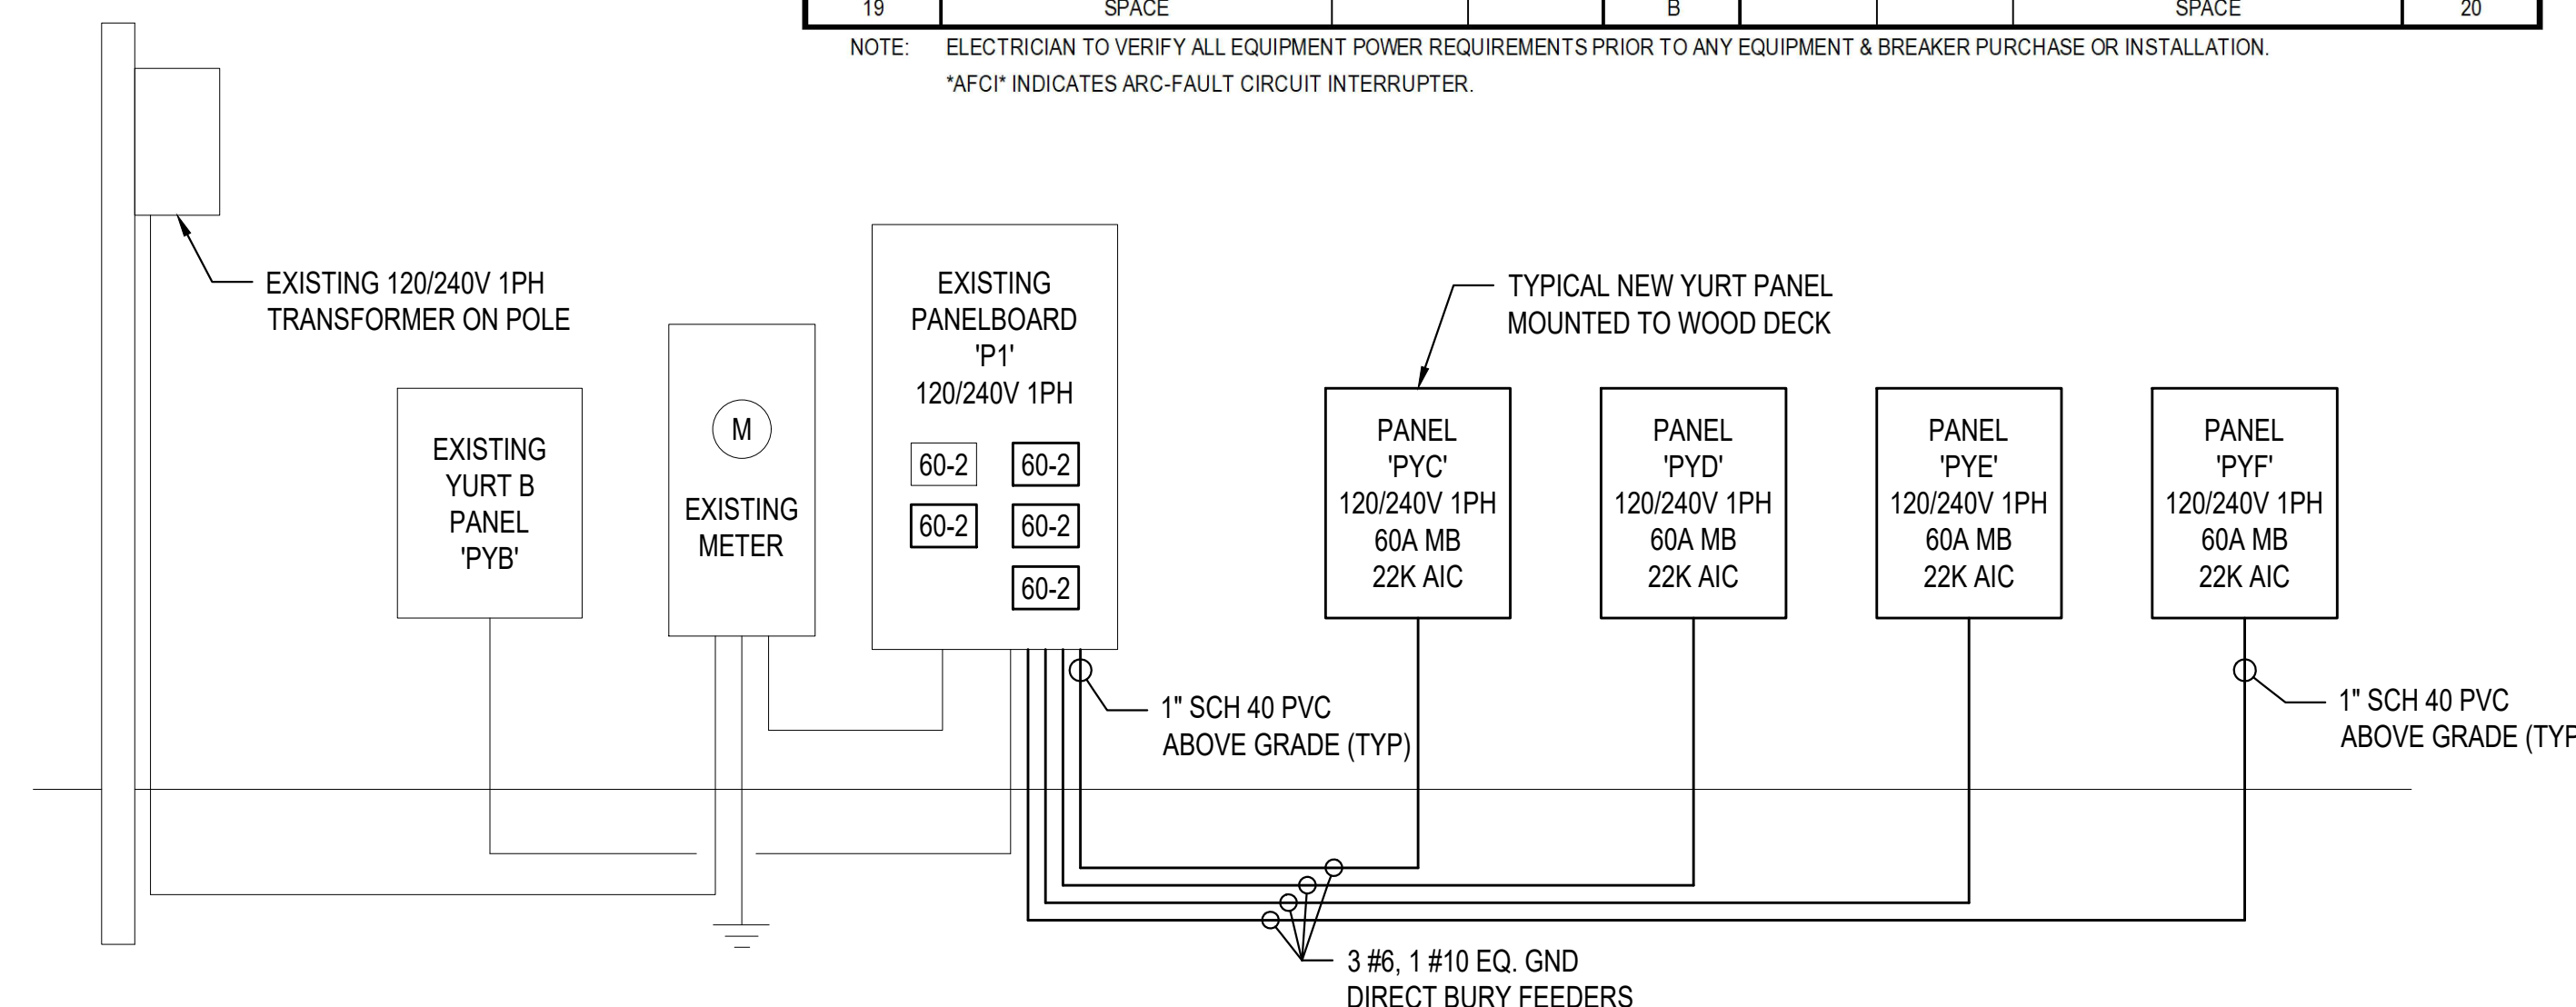 19 SPACE B SPACE 20
NOTE: ELECTRICIAN TO VERIFY ALL EQUIPMENT POWER REQUIREMENTS PRIOR TO ANY EQUIPMENT & BREAKER PURCHASE OR INSTALLATION.
*AFCI* INDICATES ARC-FAULT CIRCUIT INTERRUPTER.
EXISTING 120/240V 1PH
TRANSFORMER ON POLE
EXISTING
YURT B
PANEL
'PYB'
M
EXISTING
METER
EXISTING
PANELBOARD
'P1'
120/240V 1PH
60-2 60-2
60-2 60-2
60-2
TYPICAL NEW YURT PANEL
MOUNTED TO WOOD DECK
PANEL
'PYC'
120/240V 1PH
60A MB
22K AIC
PANEL
'PYD'
120/240V 1PH
60A MB
22K AIC
PANEL
'PYE'
120/240V 1PH
60A MB
22K AIC
PANEL
'PYF'
120/240V 1PH
60A MB
22K AIC
1" SCH 40 PVC
ABOVE GRADE (TYP)
1" SCH 40 PVC
ABOVE GRADE (TYP
3 #6, 1 #10 EQ. GND
DIRECT BURY FEEDERS